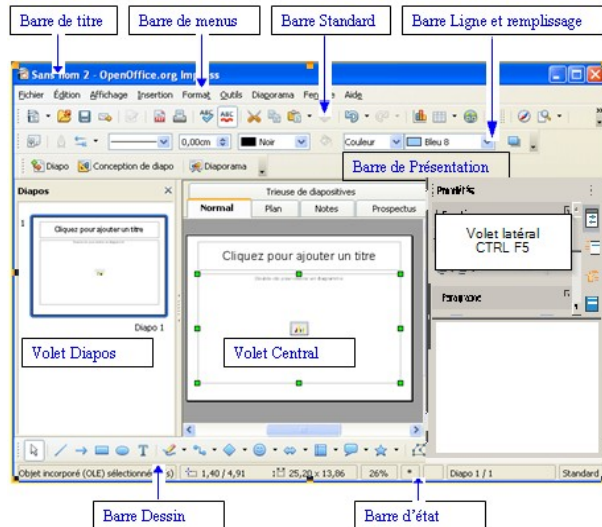 Barre de titre
Barre de menus
Barre Standard
Barre Ligne et remplissage
Sans nom 2 - OpenOffice.org Impress
Fichier Édition Affichage Insertion Format Outils Diaporama Aide
0,00cm Noir Couleur Bleu 8
Diapo Conception de diapo Diaporama
Barre de Présentation
Diapos
Trieuse de diapositives
Normal Plan Notes Prospectus
Propriétés
Volet latéral
CTRL F5
1
Cliquez pour ajouter un titre
Cliquez pour ajouter un titre
Paragraphe
Diapo 1
Volet Diapos
Volet Central
Objet incorporé (OLE) 1,40 / 4,91 25,20 x 13,86 26% * Diapo 1 / 1 Standard
Barre Dessin
Barre d'état